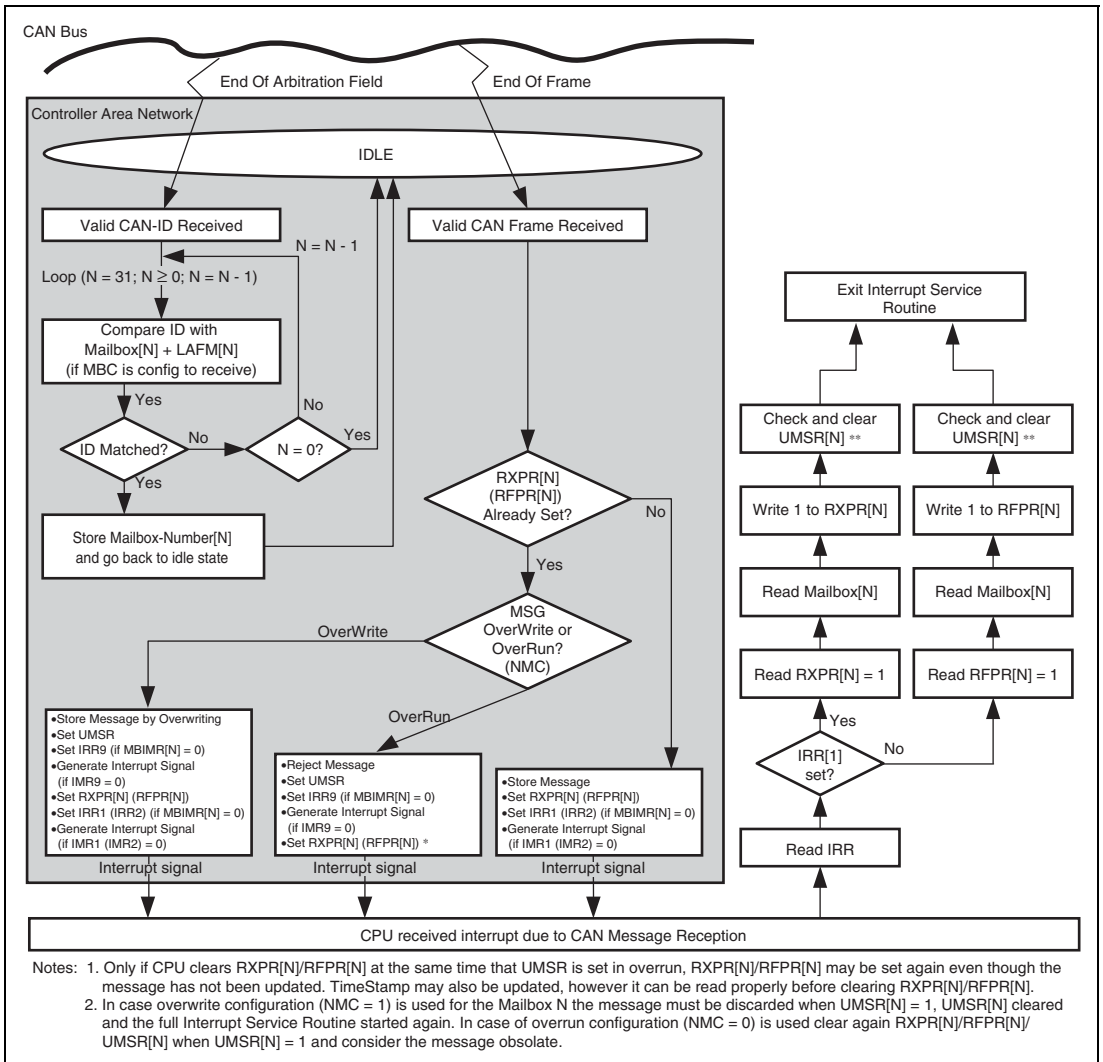 CAN Bus
End Of Arbitration Field
End Of Frame
Controller Area Network
IDLE
Valid CAN-ID Received
Valid CAN Frame Received
N = N - 1
Loop (N = 31; N ≥ 0; N = N - 1)
Compare ID with
Mailbox[N] + LAFM[N]
(if MBC is config to receive)
Yes
No
ID Matched?
No
N = 0?
Yes
Yes
Store Mailbox-Number[N]
and go back to idle state
RXPR[N]
(RFPR[N])
Already Set?
No
Yes
MSG
OverWrite or
OverRun?
(NMC)
OverWrite
OverRun
•Store Message by Overwriting
•Set UMSR
•Set IRR9 (if MBIMR[N] = 0)
•Generate Interrupt Signal
(if IMR9 = 0)
•Set RXPR[N] (RFPR[N])
•Set IRR1 (IRR2) (if MBIMR[N] = 0)
•Generate Interrupt Signal
(if IMR1 (IMR2) = 0)
•Reject Message
•Set UMSR
•Set IRR9 (if MBIMR[N] = 0)
•Generate Interrupt Signal
(if IMR9 = 0)
•Set RXPR[N] (RFPR[N]) *
•Store Message
•Set RXPR[N] (RFPR[N])
•Set IRR1 (IRR2) (if MBIMR[N] = 0)
•Generate Interrupt Signal
(if IMR1 (IMR2) = 0)
Interrupt signal
Interrupt signal
Interrupt signal
Exit Interrupt Service
Routine
Check and clear
UMSR[N] **
Check and clear
UMSR[N] **
Write 1 to RXPR[N]
Write 1 to RFPR[N]
Read Mailbox[N]
Read Mailbox[N]
Read RXPR[N] = 1
Read RFPR[N] = 1
Yes
No
IRR[1]
set?
Read IRR
CPU received interrupt due to CAN Message Reception
Notes: 1. Only if CPU clears RXPR[N]/RFPR[N] at the same time that UMSR is set in overrun, RXPR[N]/RFPR[N] may be set again even though the
message has not been updated. TimeStamp may also be updated, however it can be read properly before clearing RXPR[N]/RFPR[N].
2. In case overwrite configuration (NMC = 1) is used for the Mailbox N the message must be discarded when UMSR[N] = 1, UMSR[N] cleared
and the full Interrupt Service Routine started again. In case of overrun configuration (NMC = 0) is used clear again RXPR[N]/RFPR[N]/
UMSR[N] when UMSR[N] = 1 and consider the message obsolate.